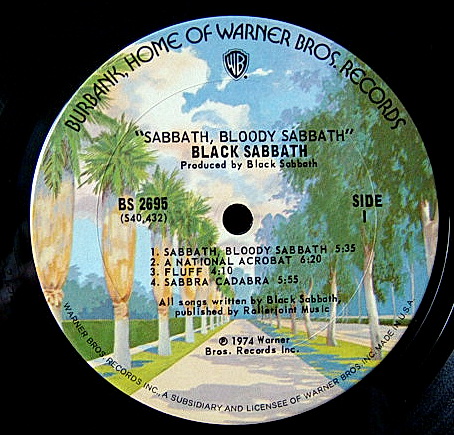 BURBANK, HOME OF WARNER BROS. RECORDS
WB
"SABBATH, BLOODY SABBATH"
BLACK SABBATH
Produced by Black Sabbath
BS 2695
(S40,432)
SIDE
1
1. SABBATH, BLOODY SABBATH 5:35
2. A NATIONAL ACROBAT 6:20
3. FLUFF 4:10
4. SABBRA CADABRA 5:55
All songs written by Black Sabbath,
published by Rollerjoint Music
℗ 1974 Warner
Bros. Records Inc.
WARNER BROS. RECORDS INC., A SUBSIDIARY AND LICENSEE OF WARNER BROS. INC. MADE IN U.S.A.